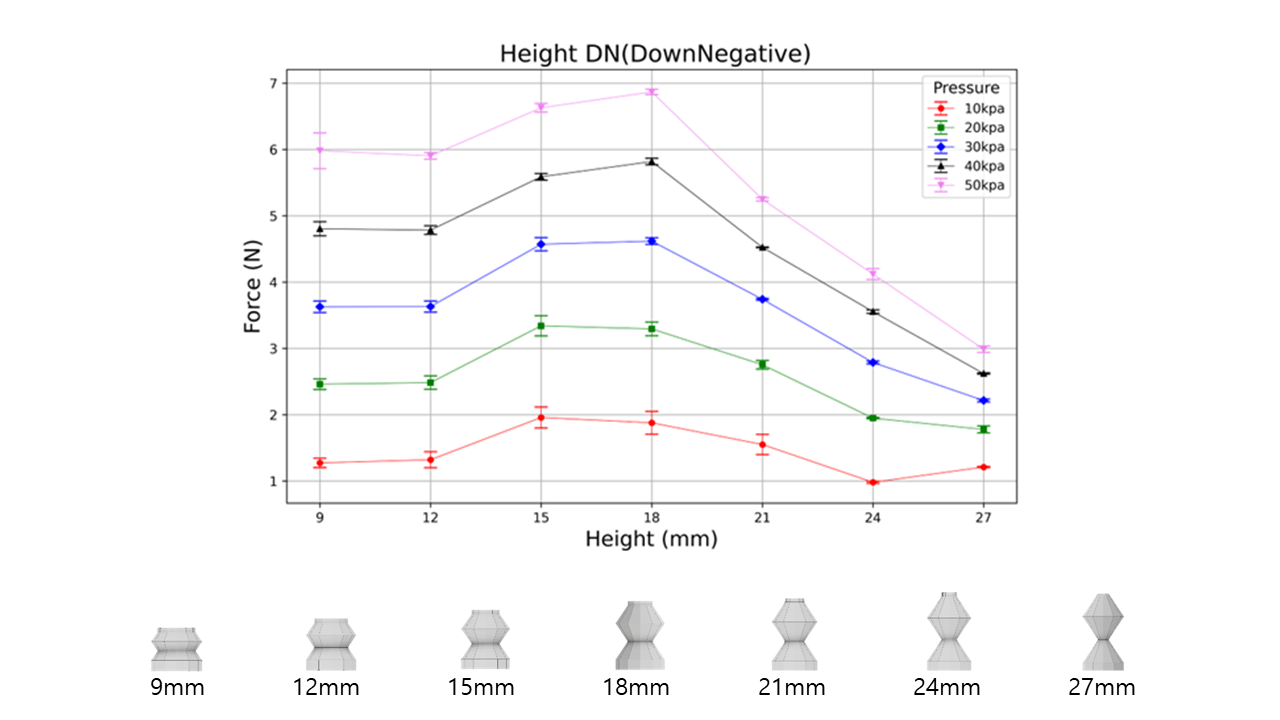 Height DN(DownNegative)
Force (N)
7
6
5
4
3
2
1
Pressure
10kpa
20kpa
30kpa
40kpa
50kpa
9 12 15 18 21 24 27
Height (mm)
9mm 12mm 15mm 18mm 21mm 24mm 27mm